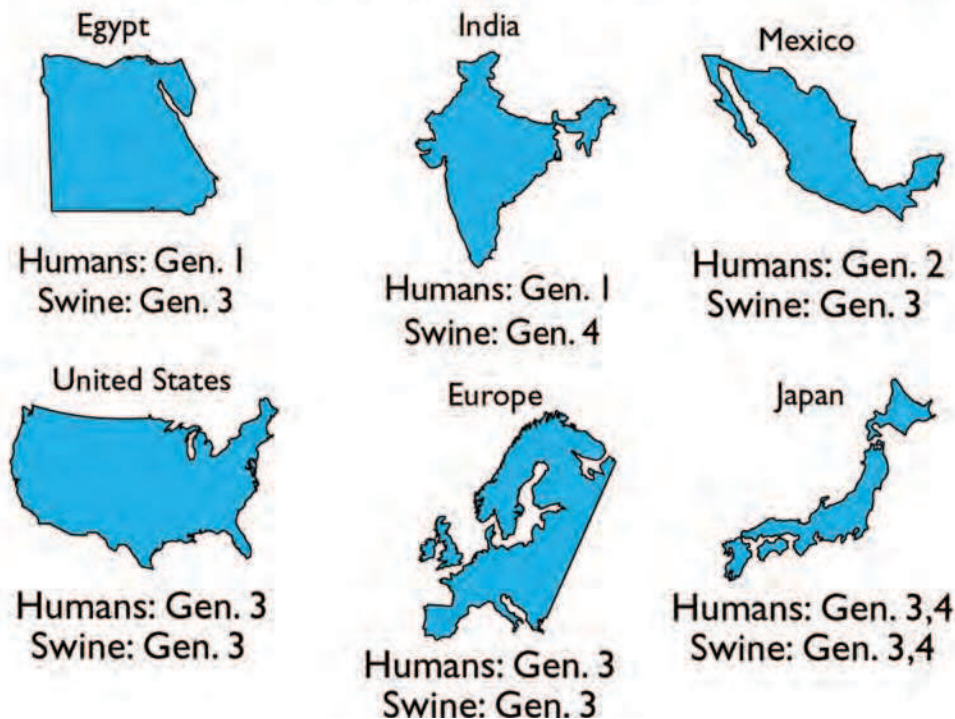 Egypt
Humans: Gen. 1
Swine: Gen. 3
India
Humans: Gen. 1
Swine: Gen. 4
Mexico
Humans: Gen. 2
Swine: Gen. 3
United States
Humans: Gen. 3
Swine: Gen. 3
Europe
Humans: Gen. 3
Swine: Gen. 3
Japan
Humans: Gen. 3,4
Swine: Gen. 3,4